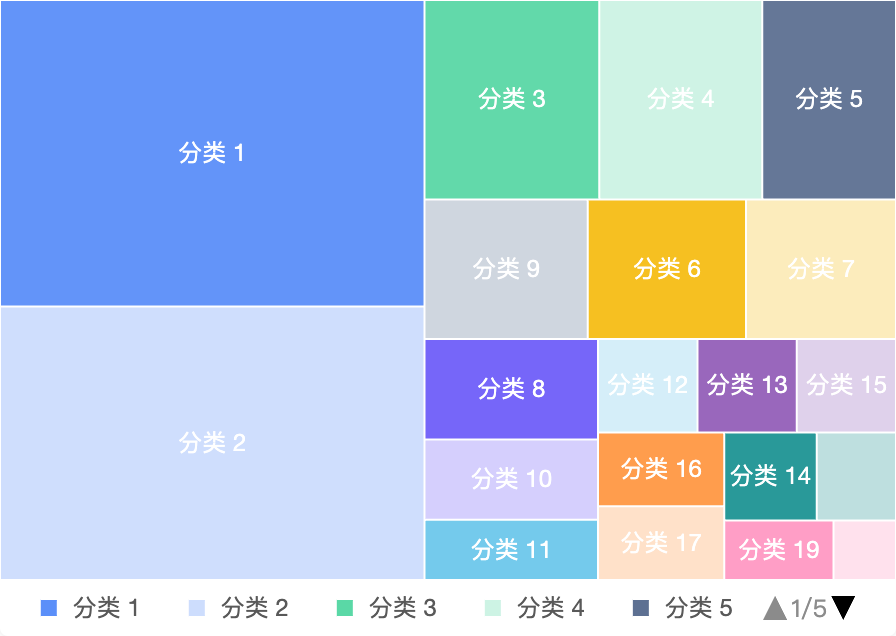 分类 1
分类 2
分类 3
分类 4
分类 5
分类 9
分类 6
分类 7
分类 8
分类 12
分类 13
分类 15
分类 10
分类 16
分类 14
分类 11
分类 17
分类 19
分类 1 分类 2 分类 3 分类 4 分类 5 1/5